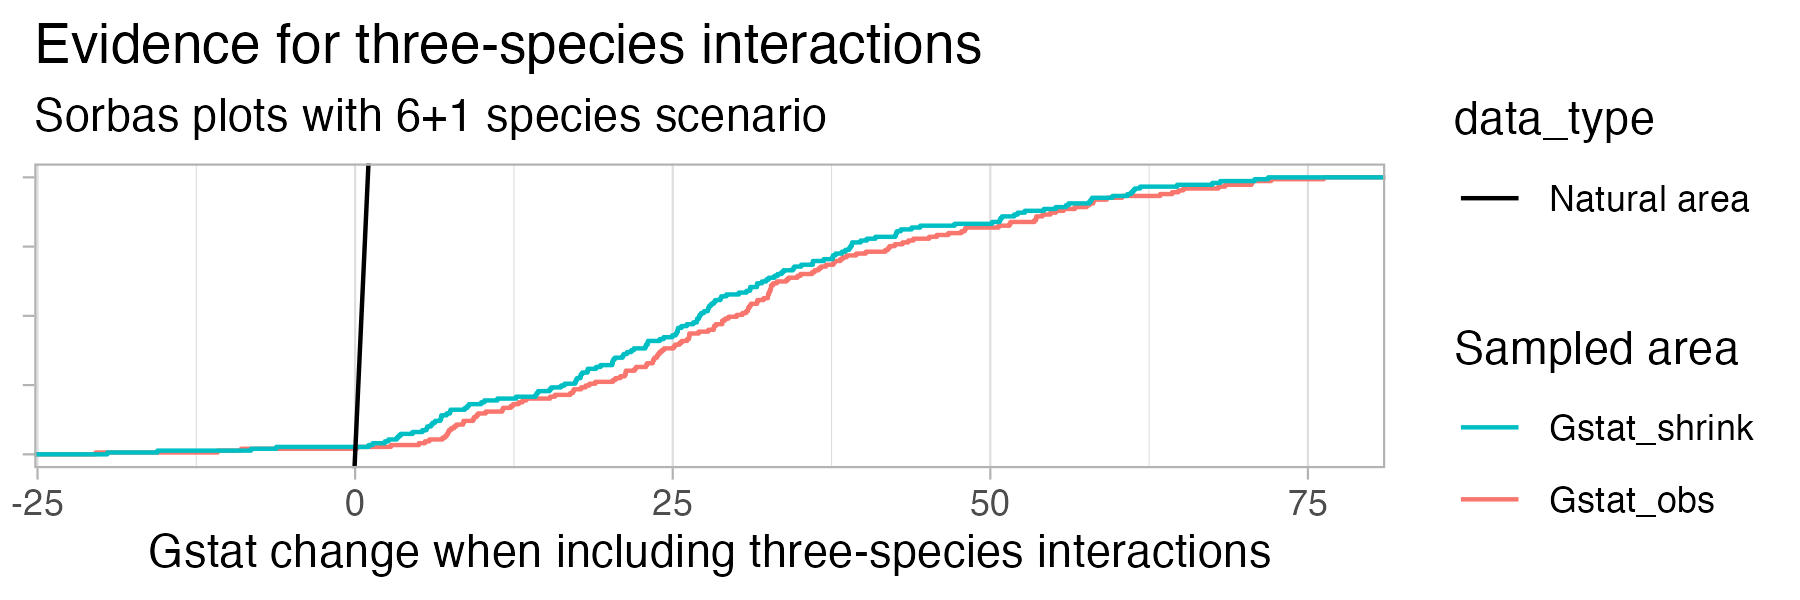 Evidence for three-species interactions
Sorbas plots with 6+1 species scenario
data_type
Natural area
Sampled area
Gstat_shrink
Gstat_obs
-25 0 25 50 75
Gstat change when including three-species interactions